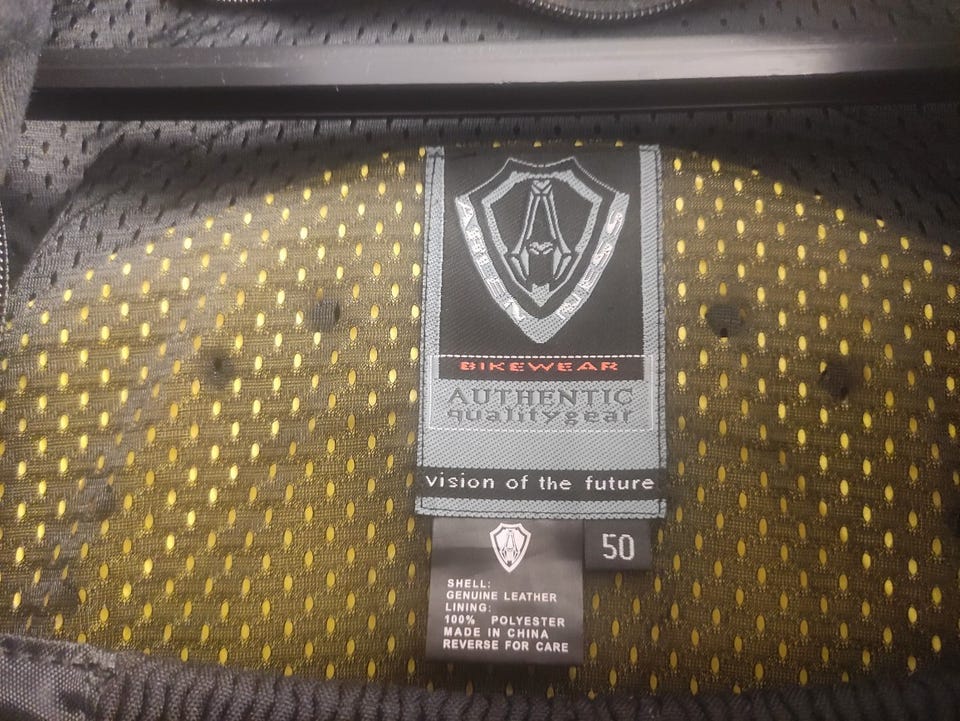 ARLEN NESS
BIKEWEAR
AUTHENTIC
qualitygear
vision of the future
50
SHELL:
GENUINE LEATHER
LINING:
100% POLYESTER
MADE IN CHINA
REVERSE FOR CARE